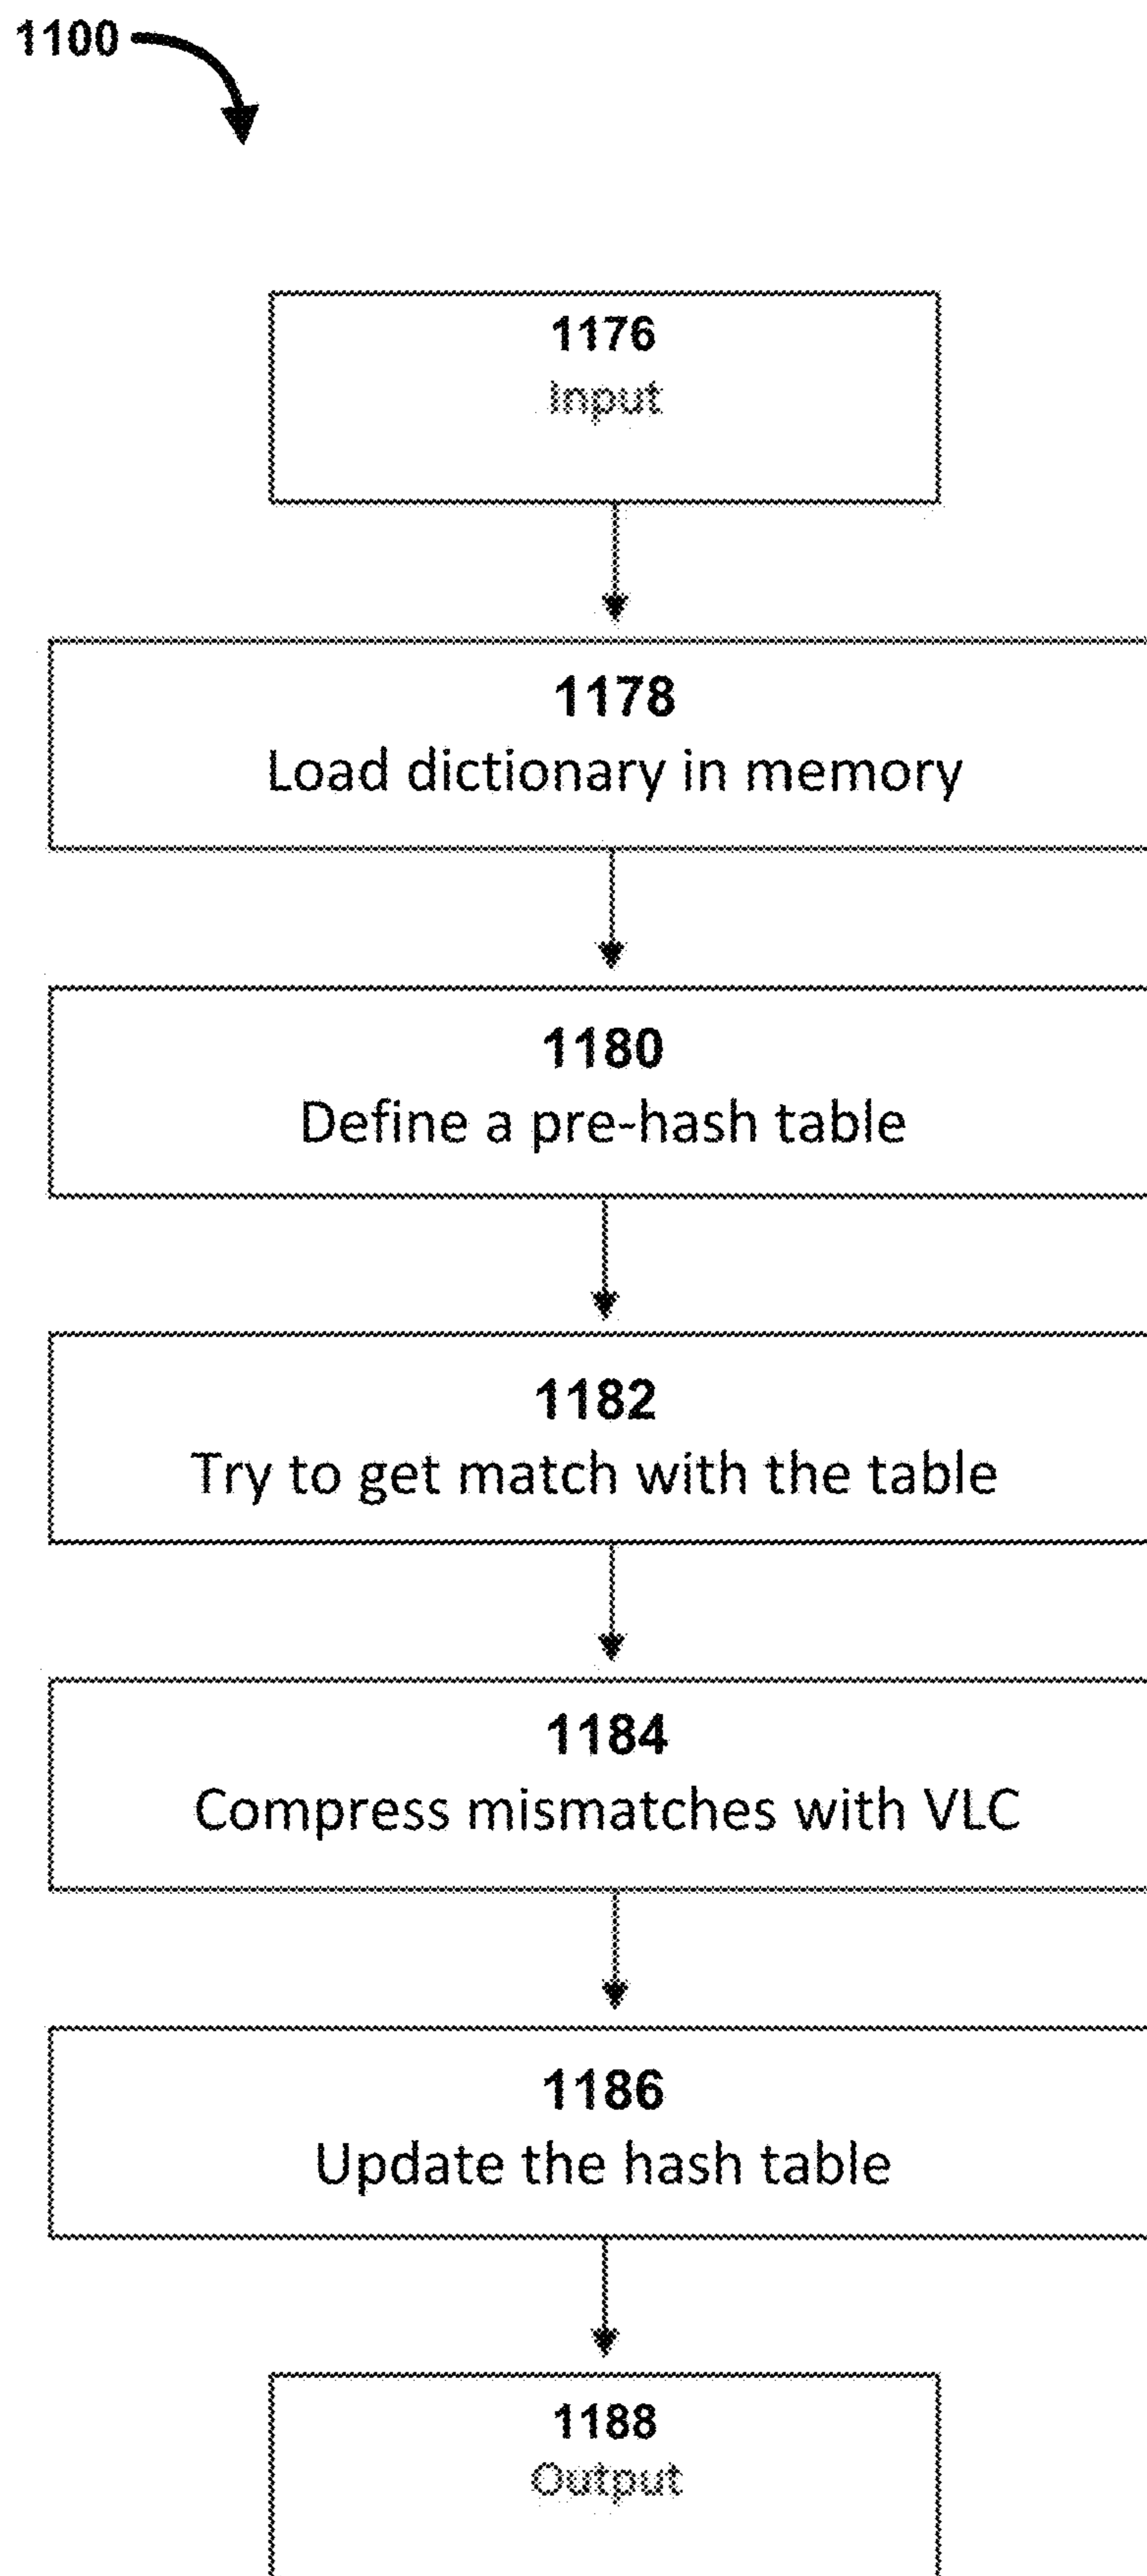 1100
1176
Input
1178
Load dictionary in memory
1180
Define a pre-hash table
1182
Try to get match with the table
1184
Compress mismatches with VLC
1186
Update the hash table
1188
Output